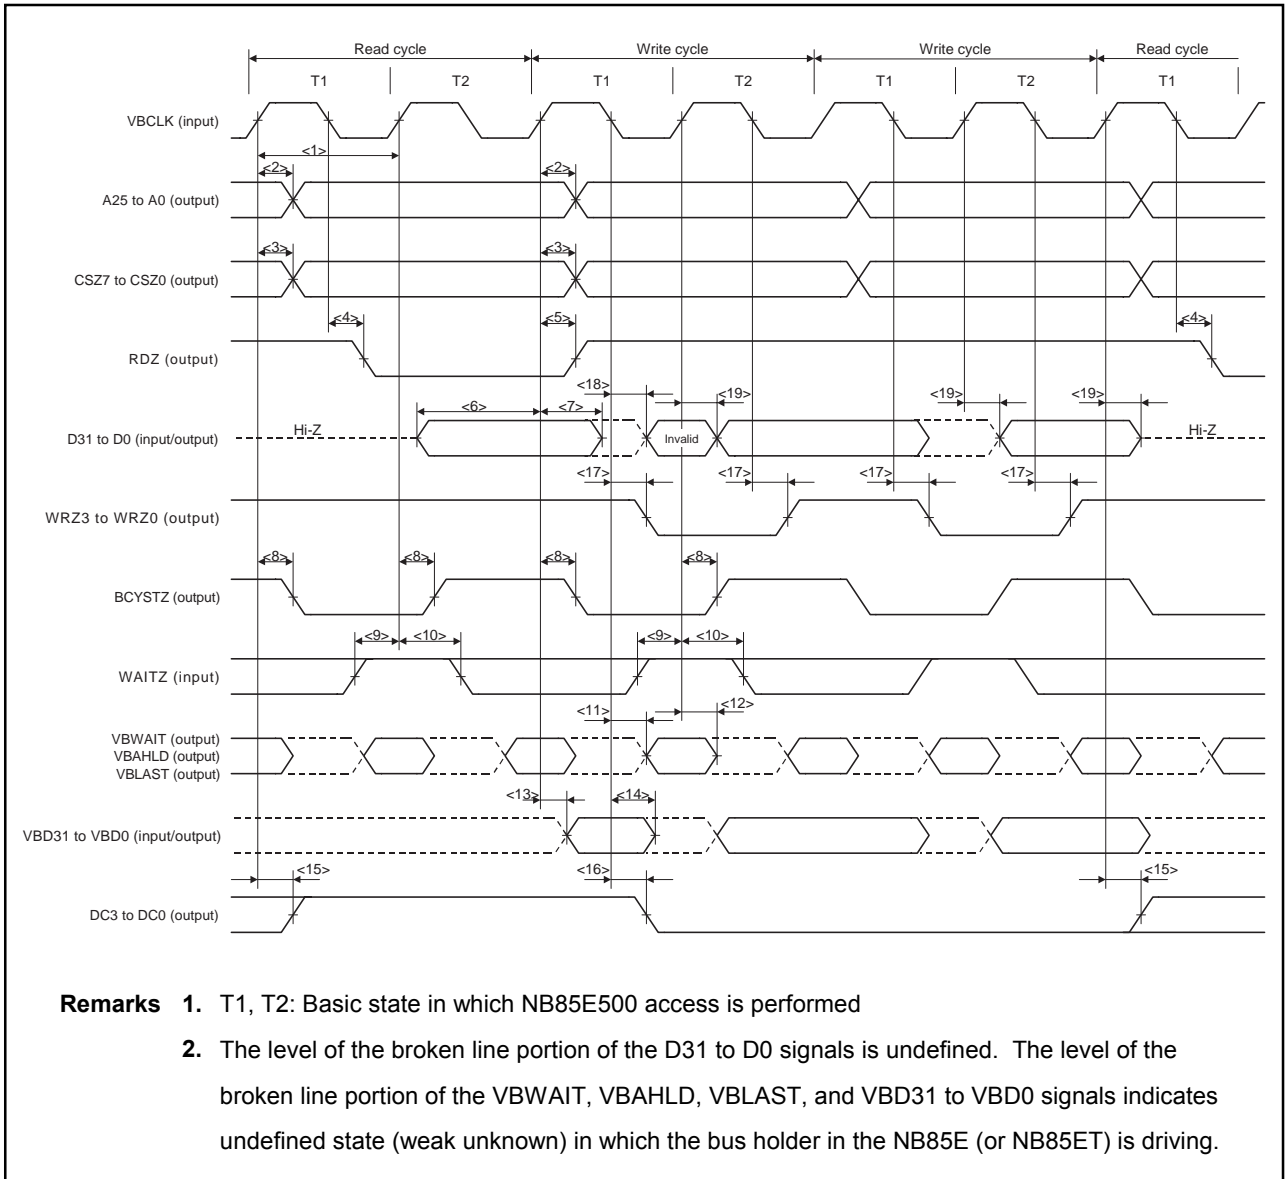 Read cycle Write cycle Write cycle Read cycle
T1 T2 T1 T2 T1 T2 T1
VBCLK (input)
<1>
<2> <2>
A25 to A0 (output)
<3> <3>
CSZ7 to CSZ0 (output)
<4> <5> <4>
RDZ (output)
<18> <19> <19> <19>
<6> <7>
D31 to D0 (input/output) Hi-Z Invalid Hi-Z
<17> <17> <17> <17>
WRZ3 to WRZ0 (output)
<8> <8> <8> <8>
BCYSTZ (output)
<9> <10> <9> <10>
WAITZ (input)
<11> <12>
VBWAIT (output)
VBAHLD (output)
VBLAST (output)
<13> <14>
VBD31 to VBD0 (input/output)
<15> <16> <15>
DC3 to DC0 (output)
Remarks 1. T1, T2: Basic state in which NB85E500 access is performed
2. The level of the broken line portion of the D31 to D0 signals is undefined. The level of the
broken line portion of the VBWAIT, VBAHLD, VBLAST, and VBD31 to VBD0 signals indicates
undefined state (weak unknown) in which the bus holder in the NB85E (or NB85ET) is driving.